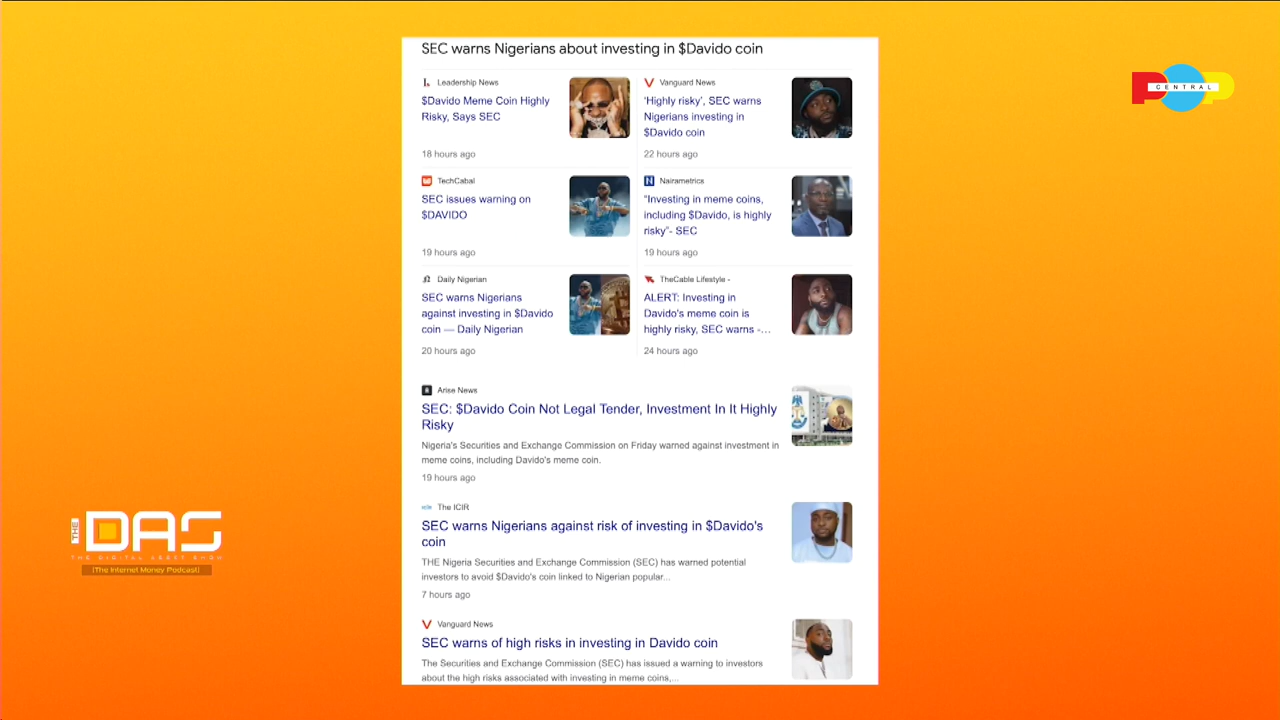 SEC warns Nigerians about investing in $Davido coin
Leadership News
$Davido Meme Coin Highly
Risky, Says SEC
18 hours ago
Vanguard News
'Highly risky', SEC warns
Nigerians investing in
$Davido coin
22 hours ago
TechCabal
SEC issues warning on
$DAVIDO
19 hours ago
Nairametrics
"Investing in meme coins,
including $Davido, is highly
risky"- SEC
19 hours ago
Daily Nigerian
SEC warns Nigerians
against investing in $Davido
coin — Daily Nigerian
20 hours ago
TheCable Lifestyle -
ALERT: Investing in
Davido's meme coin is
highly risky, SEC warns -...
24 hours ago
Arise News
SEC: $Davido Coin Not Legal Tender, Investment In It Highly
Risky
Nigeria's Securities and Exchange Commission on Friday warned against investment in
meme coins, including Davido's meme coin.
19 hours ago
The ICIR
SEC warns Nigerians against risk of investing in $Davido's
coin
THE Nigeria Securities and Exchange Commission (SEC) has warned potential
investors to avoid $Davido's coin linked to Nigerian popular...
7 hours ago
Vanguard News
SEC warns of high risks in investing in Davido coin
The Securities and Exchange Commission (SEC) has issued a warning to investors
about the high risks associated with investing in meme coins,...
POP
CENTRAL
THE DAS
THE DIGITAL ASSET SHOW
(The Internet Money Podcast)